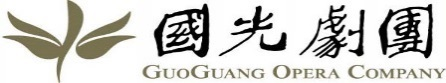 國光劇團
GUOGUANG OPERA COMPANY